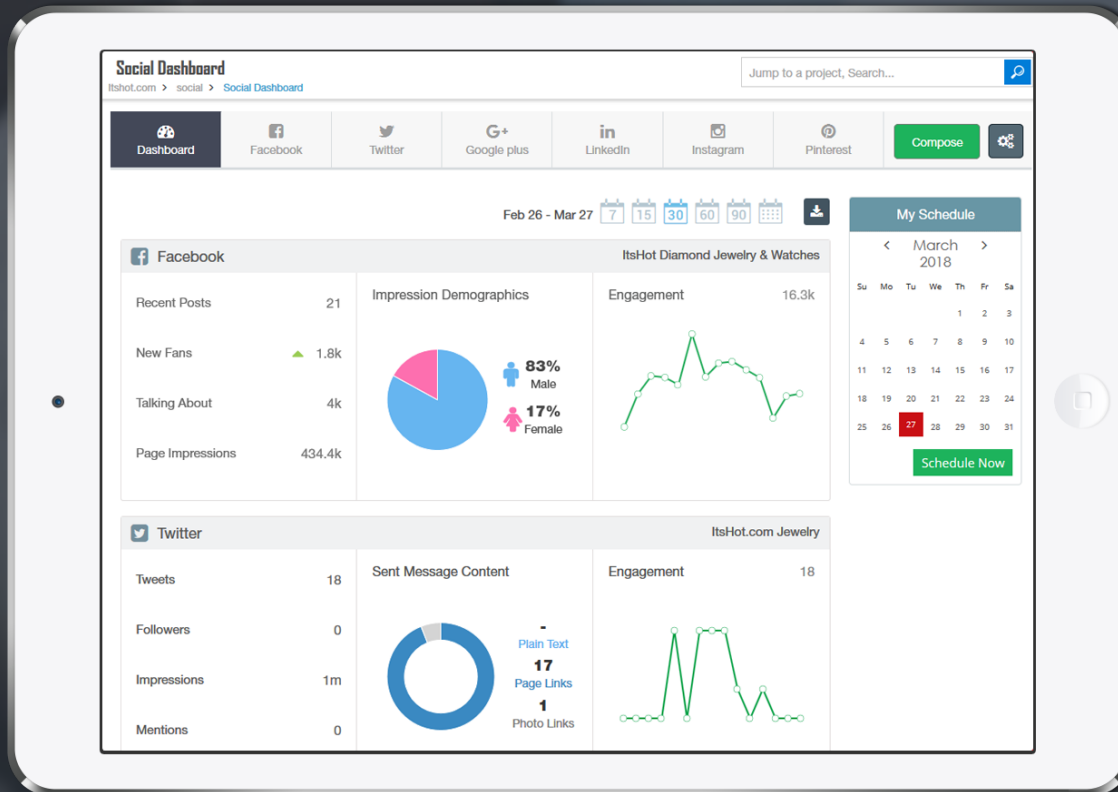 Social Dashboard
Itshot.com > social > Social Dashboard
Jump to a project, Search...
Dashboard
Facebook
Twitter
G+
Google plus
in
LinkedIn
Instagram
Pinterest
Compose
Feb 26 - Mar 27 7 15 30 60 90
Facebook ItsHot Diamond Jewelry & Watches
Recent Posts 21
New Fans 1.8k
Talking About 4k
Page Impressions 434.4k
Impression Demographics
83%
Male
17%
Female
Engagement 16.3k
Twitter ItsHot.com Jewelry
Tweets 18
Followers 0
Impressions 1m
Mentions 0
Sent Message Content
-
Plain Text
17
Page Links
1
Photo Links
Engagement 18
My Schedule
< March >
2018
Su Mo Tu We Th Fr Sa
1 2 3
4 5 6 7 8 9 10
11 12 13 14 15 16 17
18 19 20 21 22 23 24
25 26 27 28 29 30 31
Schedule Now